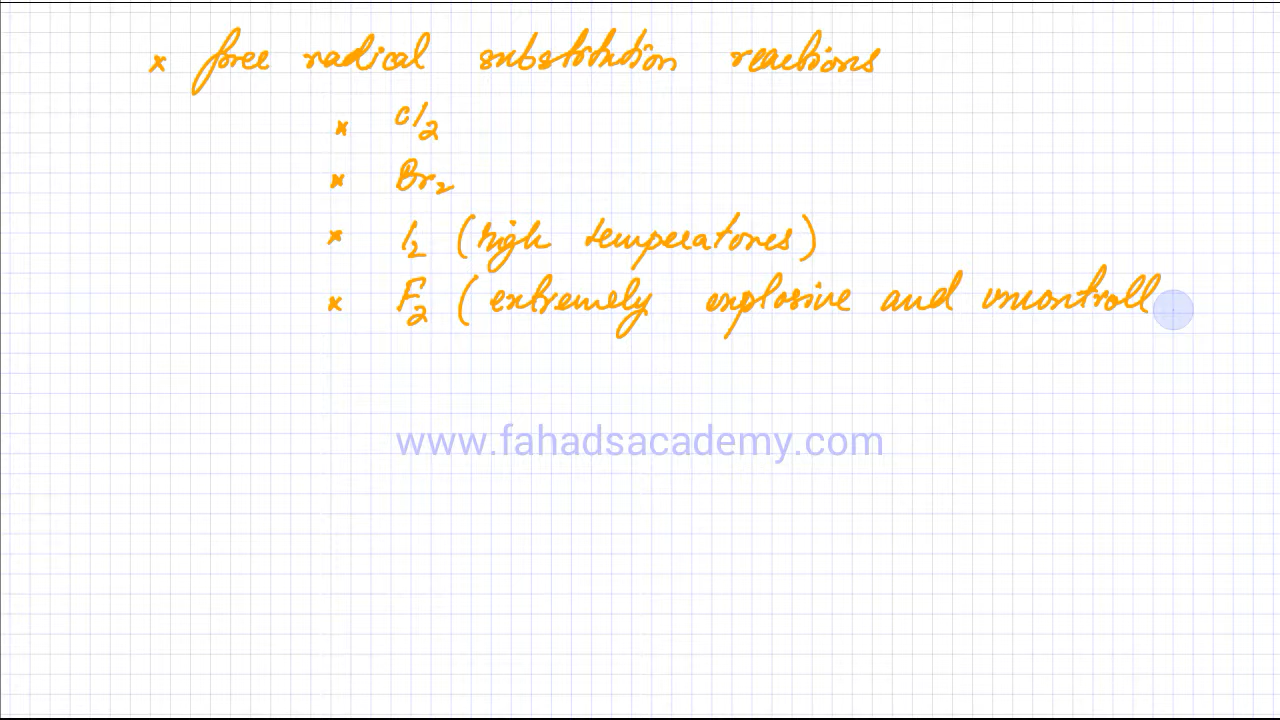 × free radical substitution reactions
× Cl2
× Br2
× I2 (high temperatures)
× F2 (extremely explosive and uncontroll
www.fahadsacademy.com